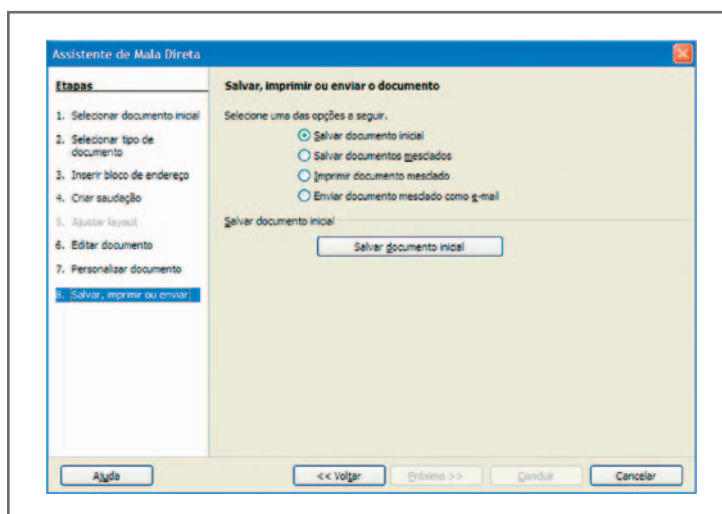 Assistente de Mala Direta
Etapas
1. Selecionar documento inicial
2. Selecionar tipo de
documento
3. Inserir bloco de endereço
4. Criar saudação
5. Ajustar layout
6. Editar documento
7. Personalizar documento
8. Salvar, imprimir ou enviar
Salvar, imprimir ou enviar o documento
Selecione uma das opções a seguir.
Salvar documento inicial
Salvar documentos mesclados
Imprimir documento mesclado
Enviar documento mesclado como e-mail
Salvar documento inicial
Salvar documento inicial
Ajuda
<< Voltar
Próximo >>
Concluir
Cancelar